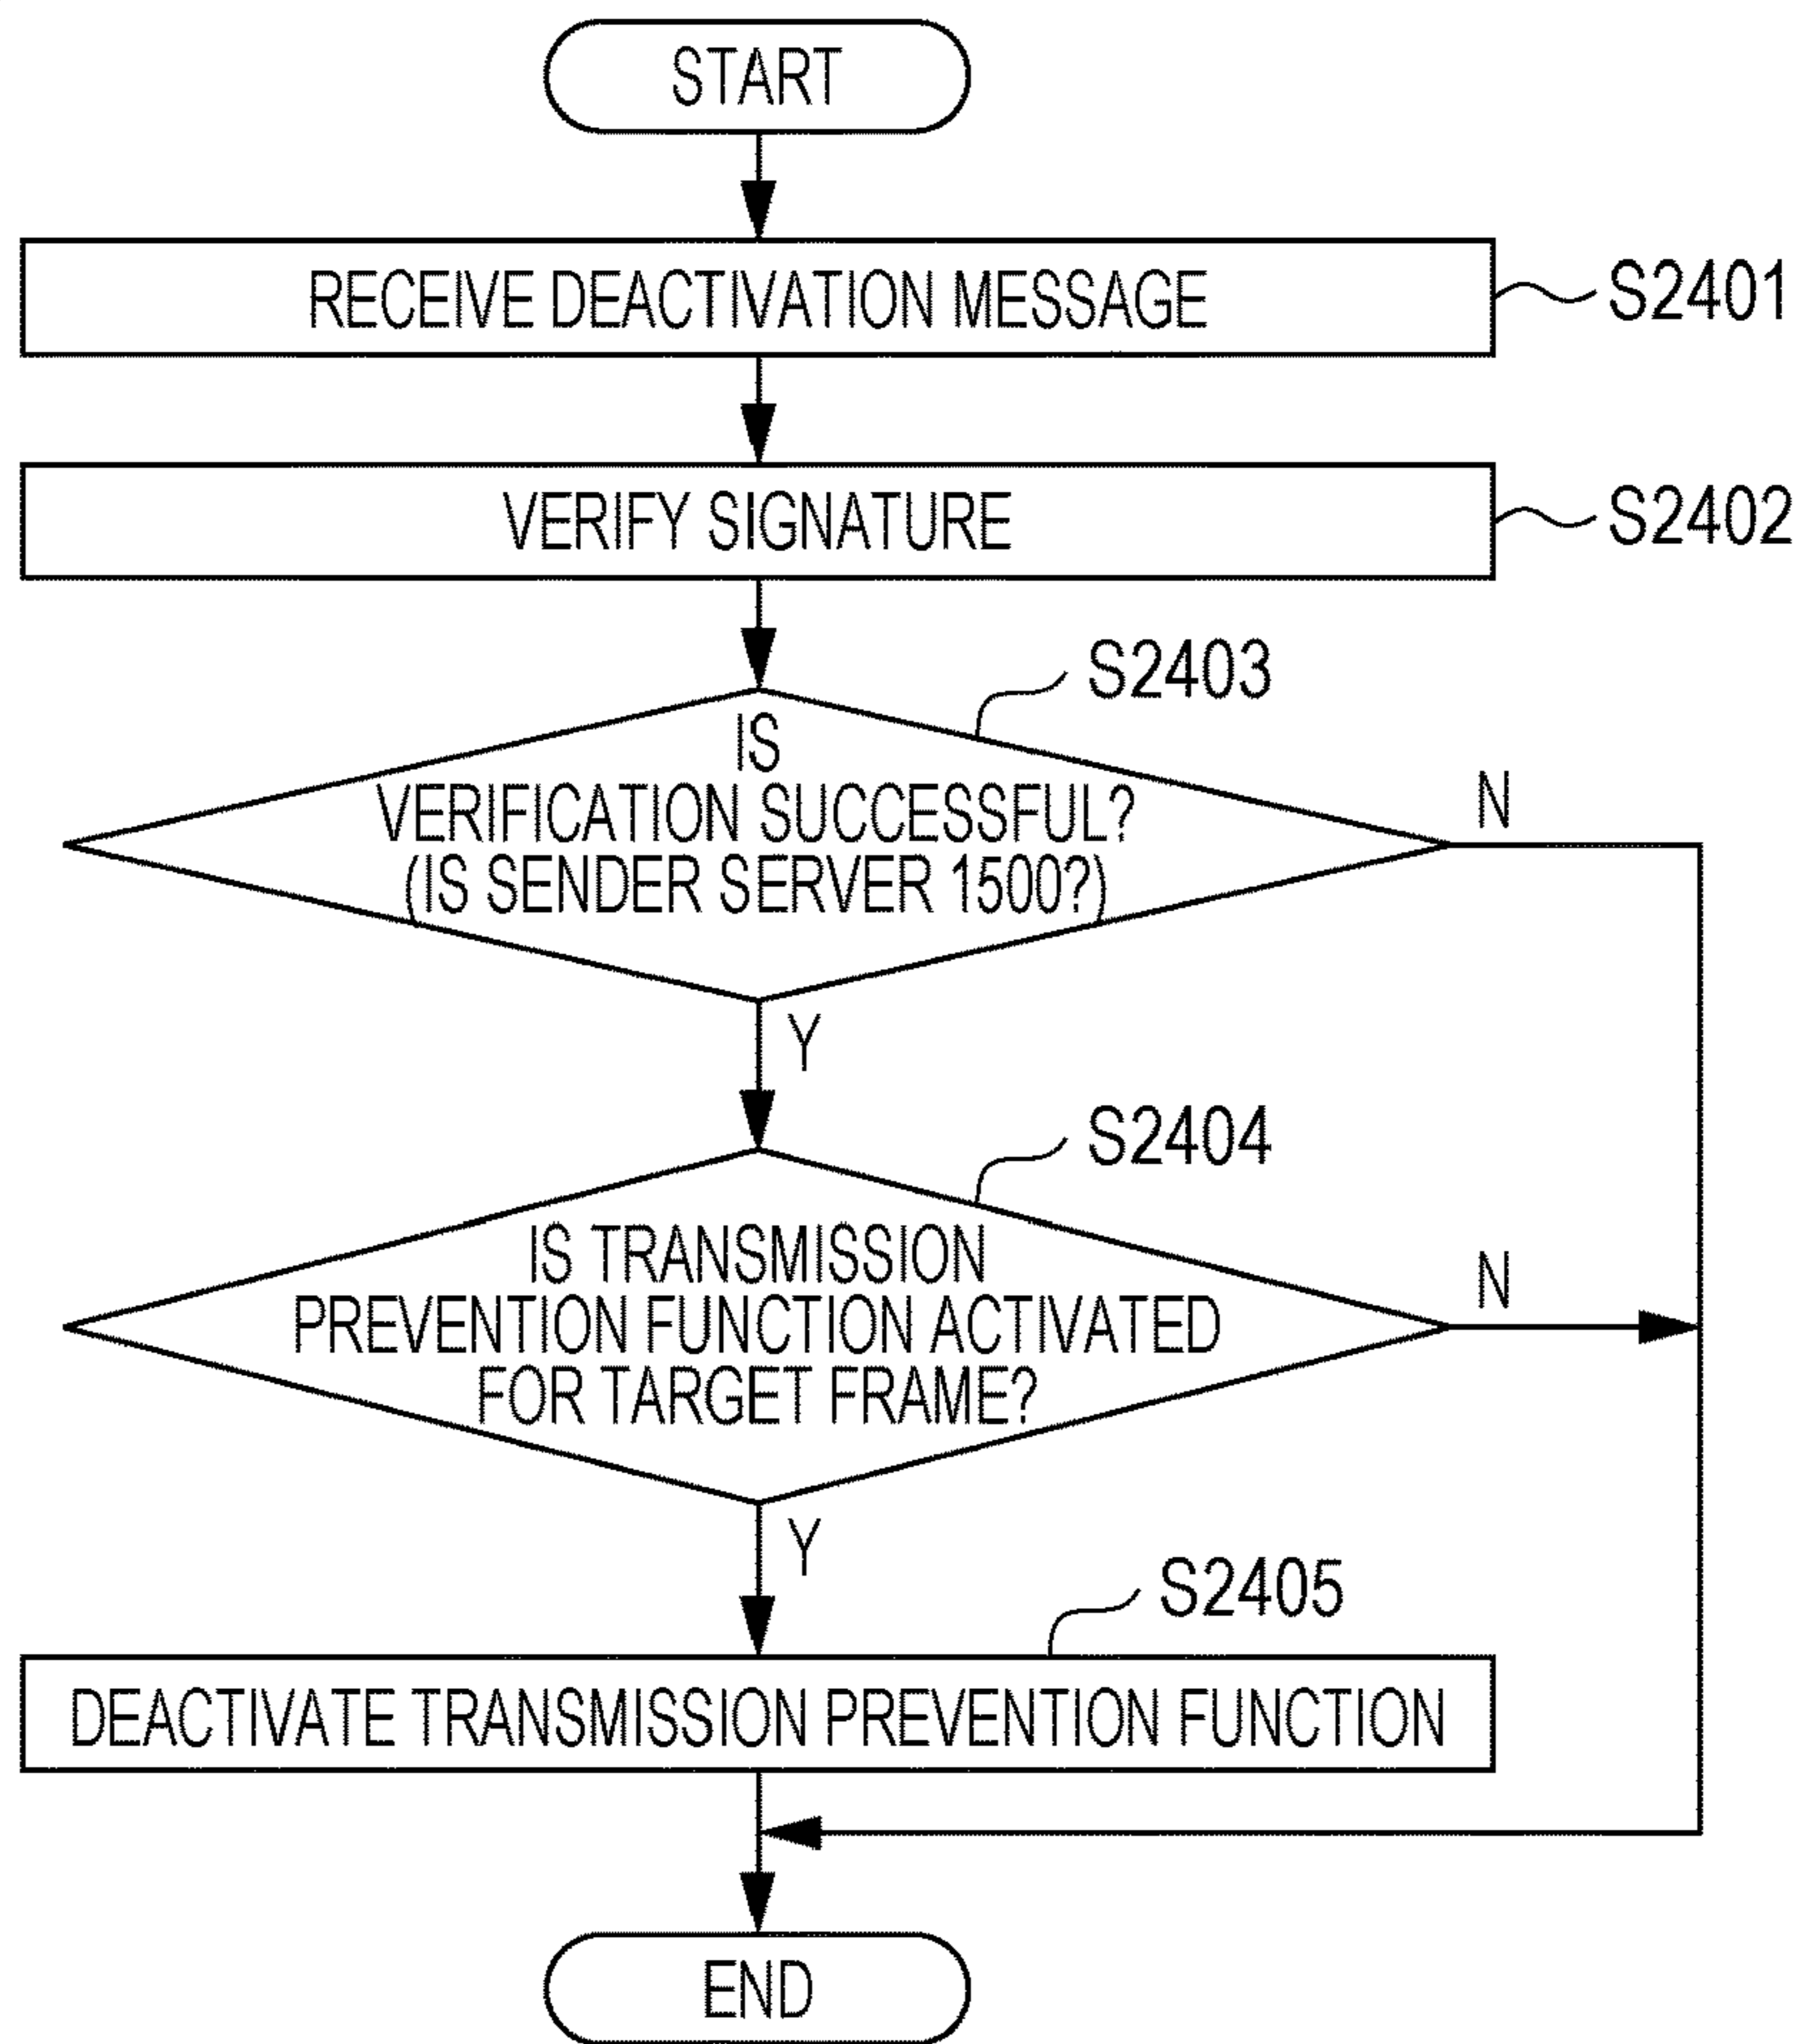 START
RECEIVE DEACTIVATION MESSAGE
S2401
VERIFY SIGNATURE
S2402
S2403
IS
VERIFICATION SUCCESSFUL?
(IS SENDER SERVER 1500?)
N
Y
S2404
IS TRANSMISSION
PREVENTION FUNCTION ACTIVATED
FOR TARGET FRAME?
N
Y
S2405
DEACTIVATE TRANSMISSION PREVENTION FUNCTION
END